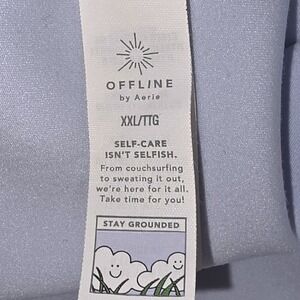 OFFLINE
by Aerie
XXL/TTG
SELF-CARE
ISN'T SELFISH.
From couchsurfing
to sweating it out,
we're here for it all.
Take time for you!
STAY GROUNDED